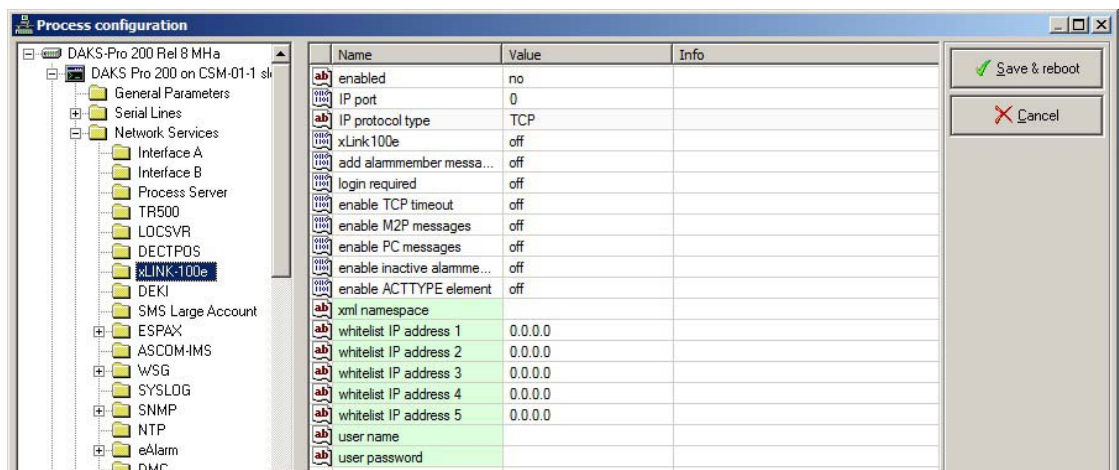 Process configuration
DAKS-Pro 200 Rel 8 MHa
DAKS Pro 200 on CSM-01-1 sl
General Parameters
Serial Lines
Network Services
Interface A
Interface B
Process Server
TR500
LOCSVR
DECTPOS
xLINK-100e
DEKI
SMS Large Account
ESPAX
ASCOM-IMS
WSG
SYSLOG
SNMP
NTP
eAlarm
DMC
Name Value Info
enabled no
IP port 0
IP protocol type TCP
xLink100e off
add alarmmember messa... off
login required off
enable TCP timeout off
enable M2P messages off
enable PC messages off
enable inactive alarmme... off
enable ACTTYPE element off
xml namespace
whitelist IP address 1 0.0.0.0
whitelist IP address 2 0.0.0.0
whitelist IP address 3 0.0.0.0
whitelist IP address 4 0.0.0.0
whitelist IP address 5 0.0.0.0
user name
user password
Save & reboot
Cancel